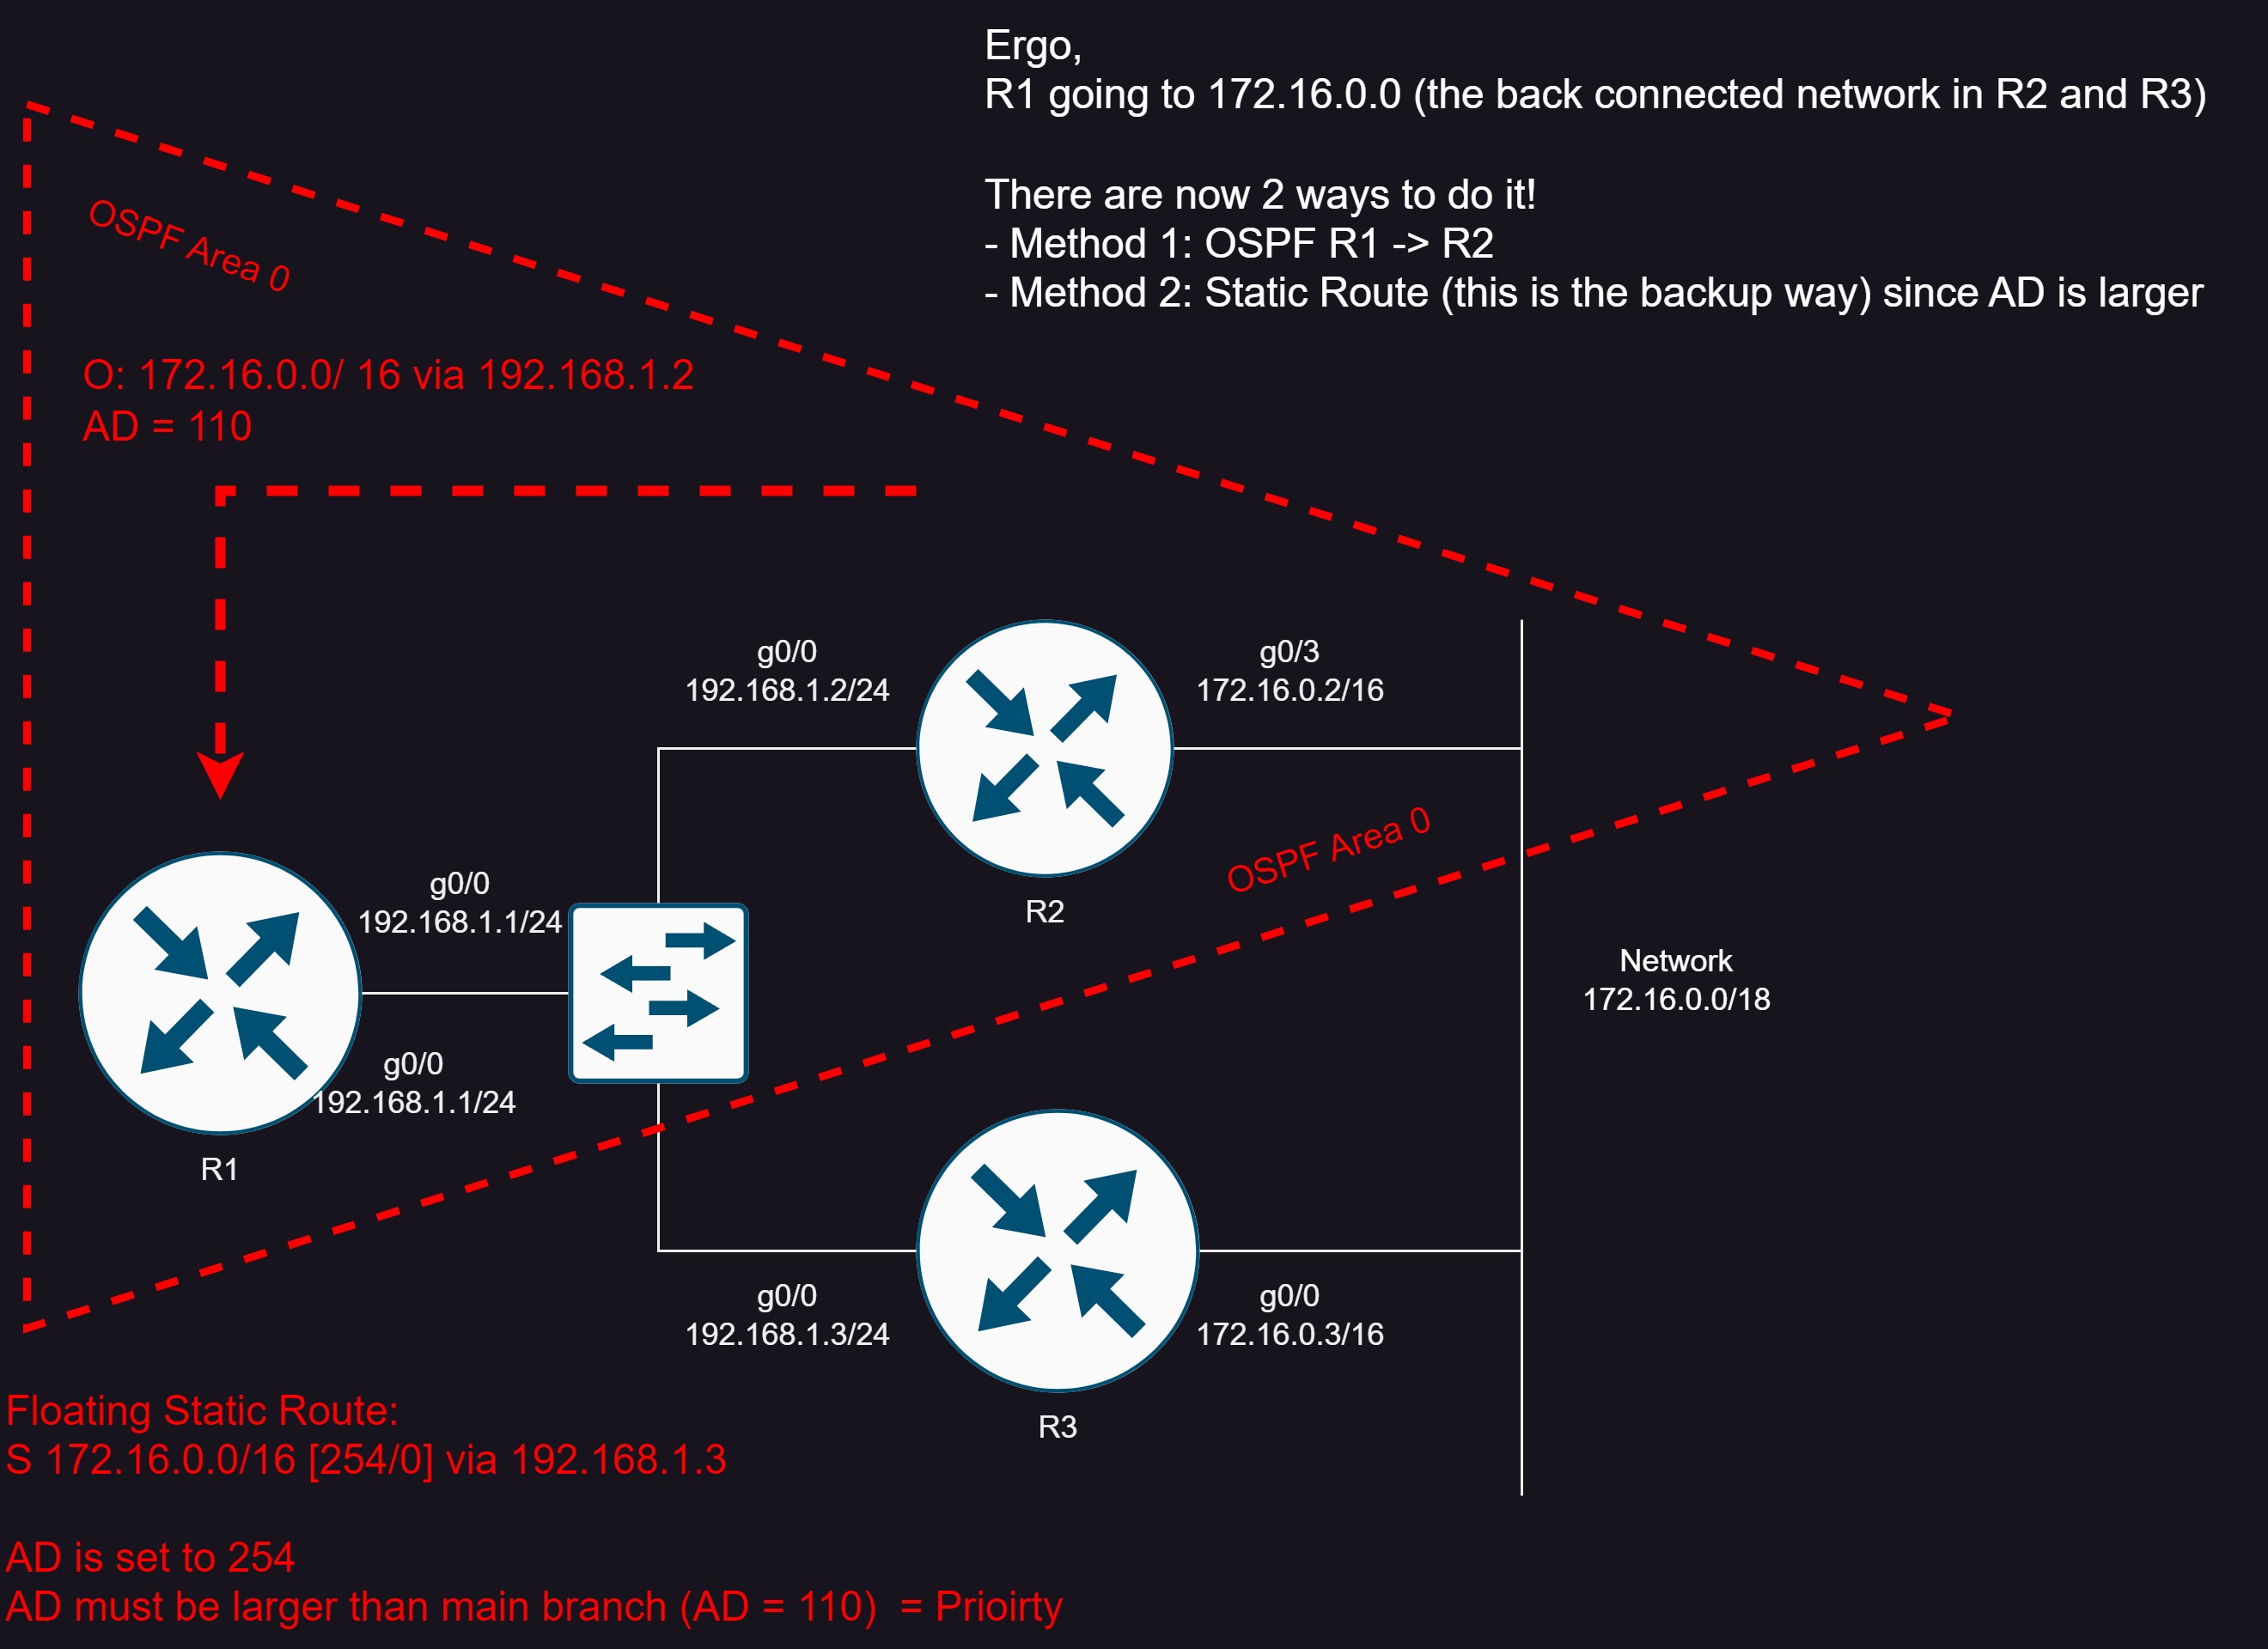 Ergo,
R1 going to 172.16.0.0 (the back connected network in R2 and R3)
There are now 2 ways to do it!
- Method 1: OSPF R1 -> R2
- Method 2: Static Route (this is the backup way) since AD is larger
OSPF Area 0
O: 172.16.0.0/ 16 via 192.168.1.2
AD = 110
g0/0
192.168.1.2/24
g0/3
172.16.0.2/16
R2
OSPF Area 0
g0/0
192.168.1.1/24
g0/0
192.168.1.1/24
R1
Network
172.16.0.0/18
g0/0
192.168.1.3/24
g0/0
172.16.0.3/16
R3
Floating Static Route:
S 172.16.0.0/16 [254/0] via 192.168.1.3
AD is set to 254
AD must be larger than main branch (AD = 110)  = Prioirty